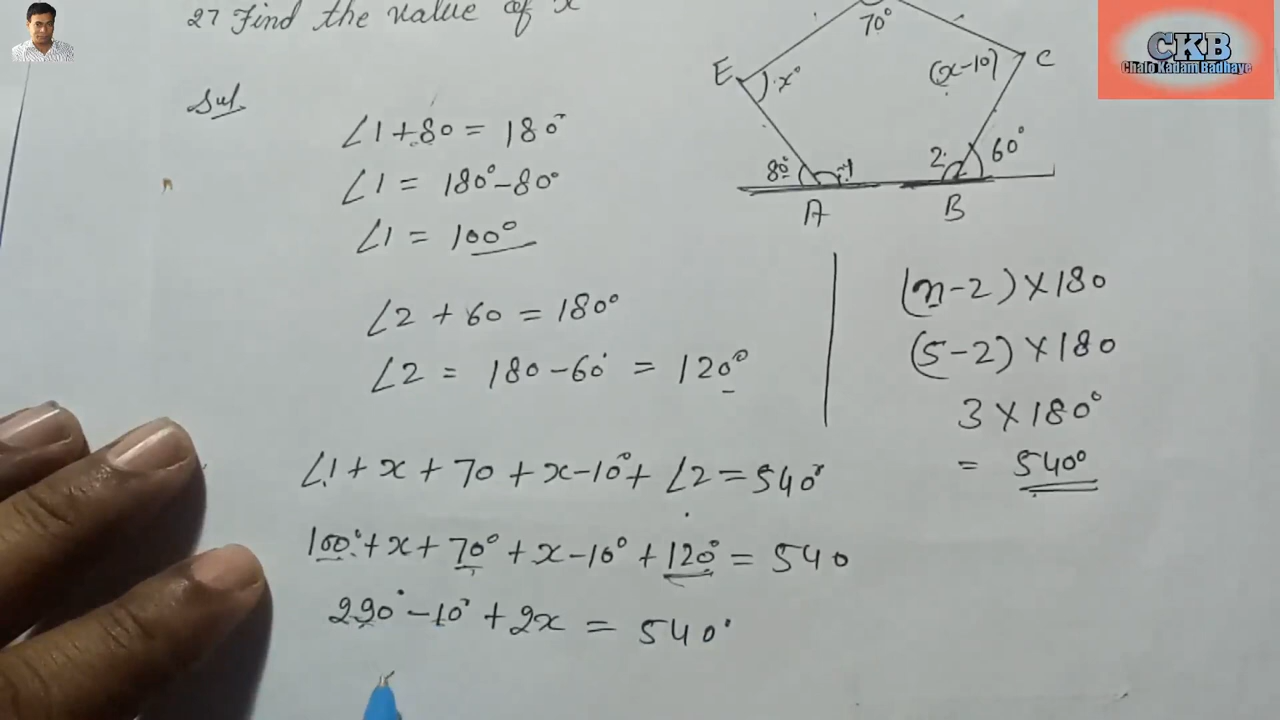 27 Find the value of x
Sol
∠1+80 = 180°
∠1 = 180°-80°
∠1 = 100°
∠2 + 60 = 180°
∠2 = 180-60° = 120°
∠1 + x + 70 + x-10° + ∠2 = 540°
100° + x + 70° + x-10° + 120° = 540
290° - 10° + 2x = 540°
70°
E
x°
(x-10)
C
80°
1
2
60°
A
B
(n-2) × 180
(5-2) × 180
3 × 180°
= 540°
CKB
Chalo Kadam Badhaye